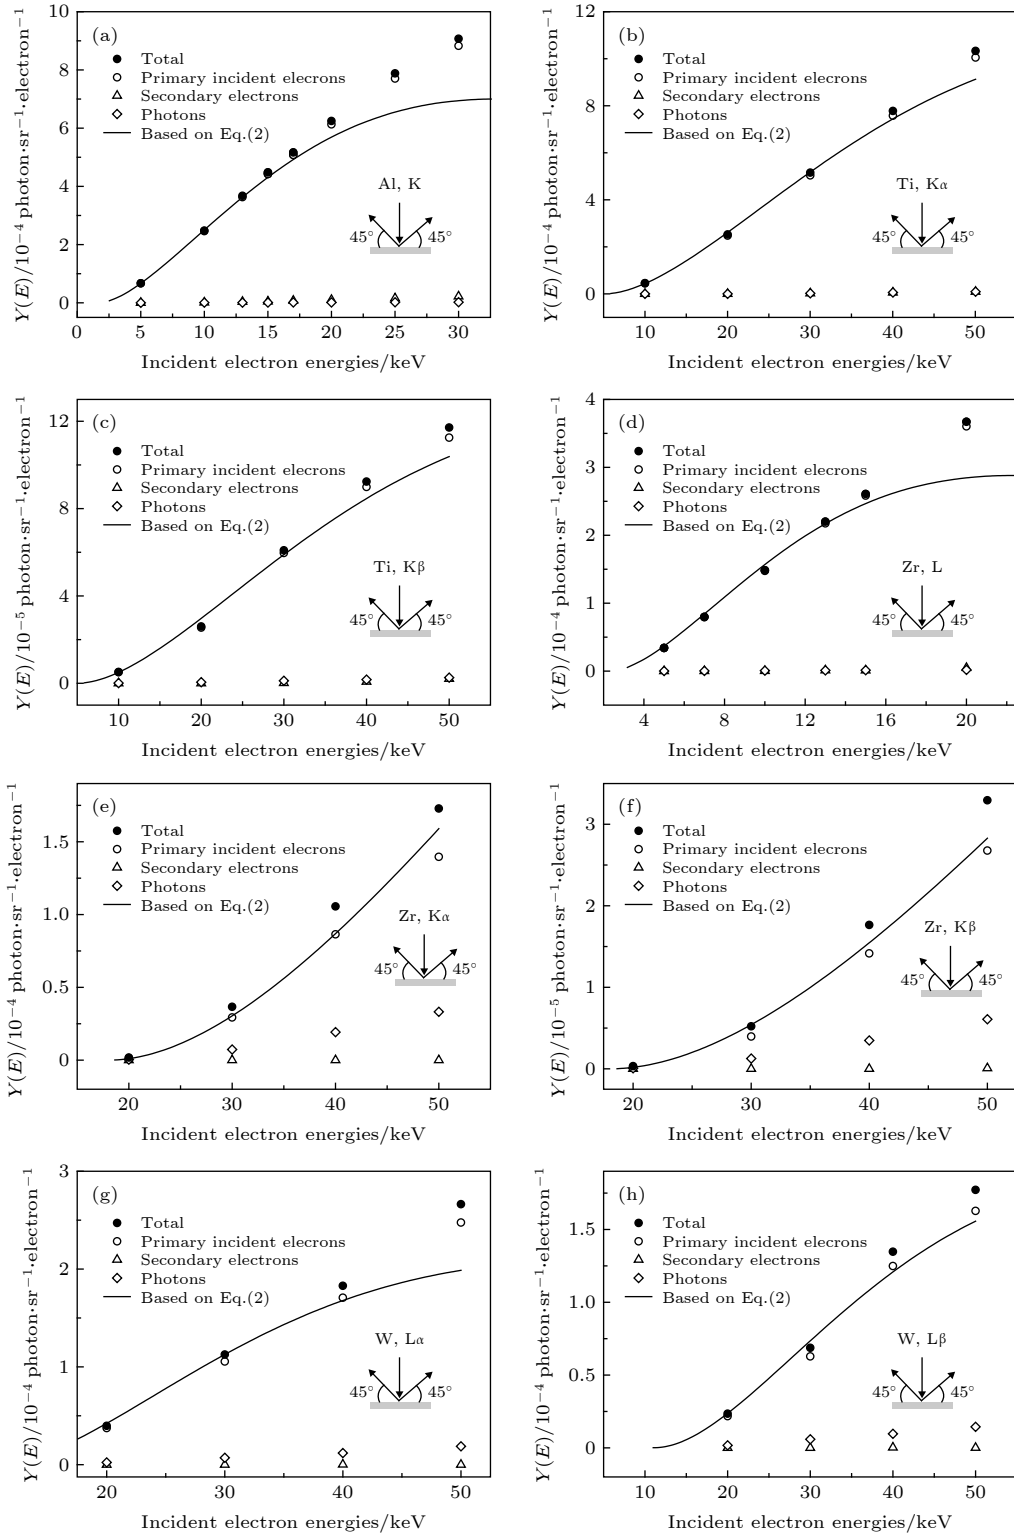 (a)
Total
Primary incident elecrons
Secondary electrons
Photons
Based on Eq.(2)
Al, K
45° 45°
10
8
6
4
2
0
0 5 10 15 20 25 30
Y(E)/10⁻⁴ photon·sr⁻¹·electron⁻¹
Incident electron energies/keV
(b)
Total
Primary incident elecrons
Secondary electrons
Photons
Based on Eq.(2)
Ti, Kα
45° 45°
12
8
4
0
10 20 30 40 50
Y(E)/10⁻⁴ photon·sr⁻¹·electron⁻¹
Incident electron energies/keV
(c)
Total
Primary incident elecrons
Secondary electrons
Photons
Based on Eq.(2)
Ti, Kβ
45° 45°
12
8
4
0
10 20 30 40 50
Y(E)/10⁻⁵ photon·sr⁻¹·electron⁻¹
Incident electron energies/keV
(d)
Total
Primary incident elecrons
Secondary electrons
Photons
Based on Eq.(2)
Zr, L
45° 45°
4
3
2
1
0
4 8 12 16 20
Y(E)/10⁻⁴ photon·sr⁻¹·electron⁻¹
Incident electron energies/keV
(e)
Total
Primary incident elecrons
Secondary electrons
Photons
Based on Eq.(2)
Zr, Kα
45° 45°
1.5
1.0
0.5
0
20 30 40 50
Y(E)/10⁻⁴ photon·sr⁻¹·electron⁻¹
Incident electron energies/keV
(f)
Total
Primary incident elecrons
Secondary electrons
Photons
Based on Eq.(2)
Zr, Kβ
45° 45°
3
2
1
0
20 30 40 50
Y(E)/10⁻⁵ photon·sr⁻¹·electron⁻¹
Incident electron energies/keV
(g)
Total
Primary incident elecrons
Secondary electrons
Photons
Based on Eq.(2)
W, Lα
45° 45°
3
2
1
0
20 30 40 50
Y(E)/10⁻⁴ photon·sr⁻¹·electron⁻¹
Incident electron energies/keV
(h)
Total
Primary incident elecrons
Secondary electrons
Photons
Based on Eq.(2)
W, Lβ
45° 45°
1.5
1.0
0.5
0
10 20 30 40 50
Y(E)/10⁻⁴ photon·sr⁻¹·electron⁻¹
Incident electron energies/keV